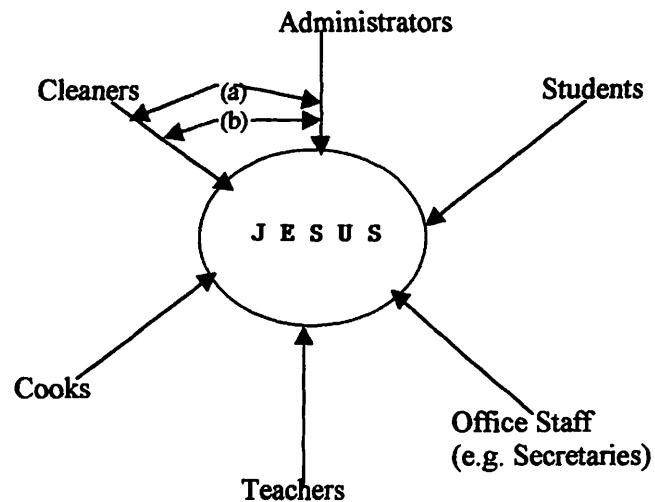 Administrators
Cleaners
(a)
Students
(b)
J E S U S
Cooks
Office Staff
(e.g. Secretaries)
Teachers